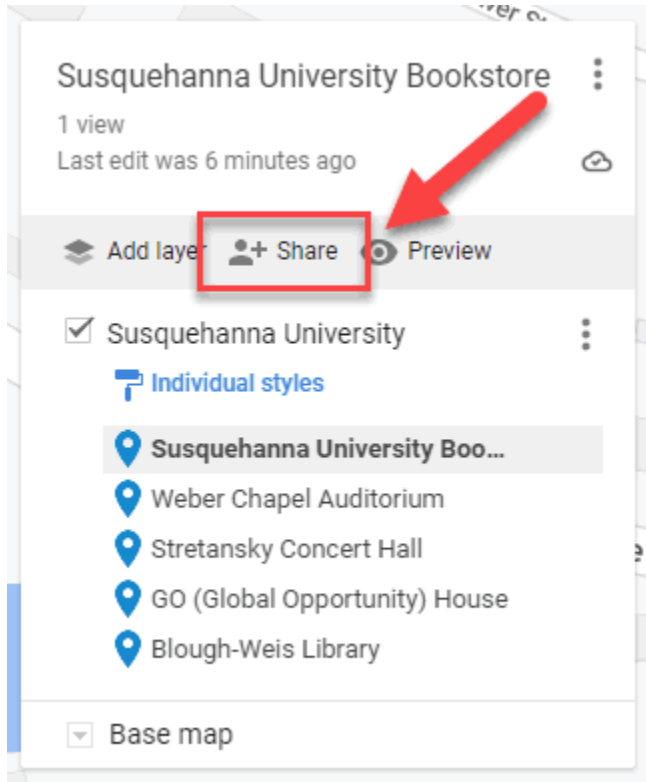 Susquehanna University Bookstore
1 view
Last edit was 6 minutes ago
Add layer Share Preview
Susquehanna University
Individual styles
Susquehanna University Boo...
Weber Chapel Auditorium
Stretansky Concert Hall
GO (Global Opportunity) House
Blough-Weis Library
Base map